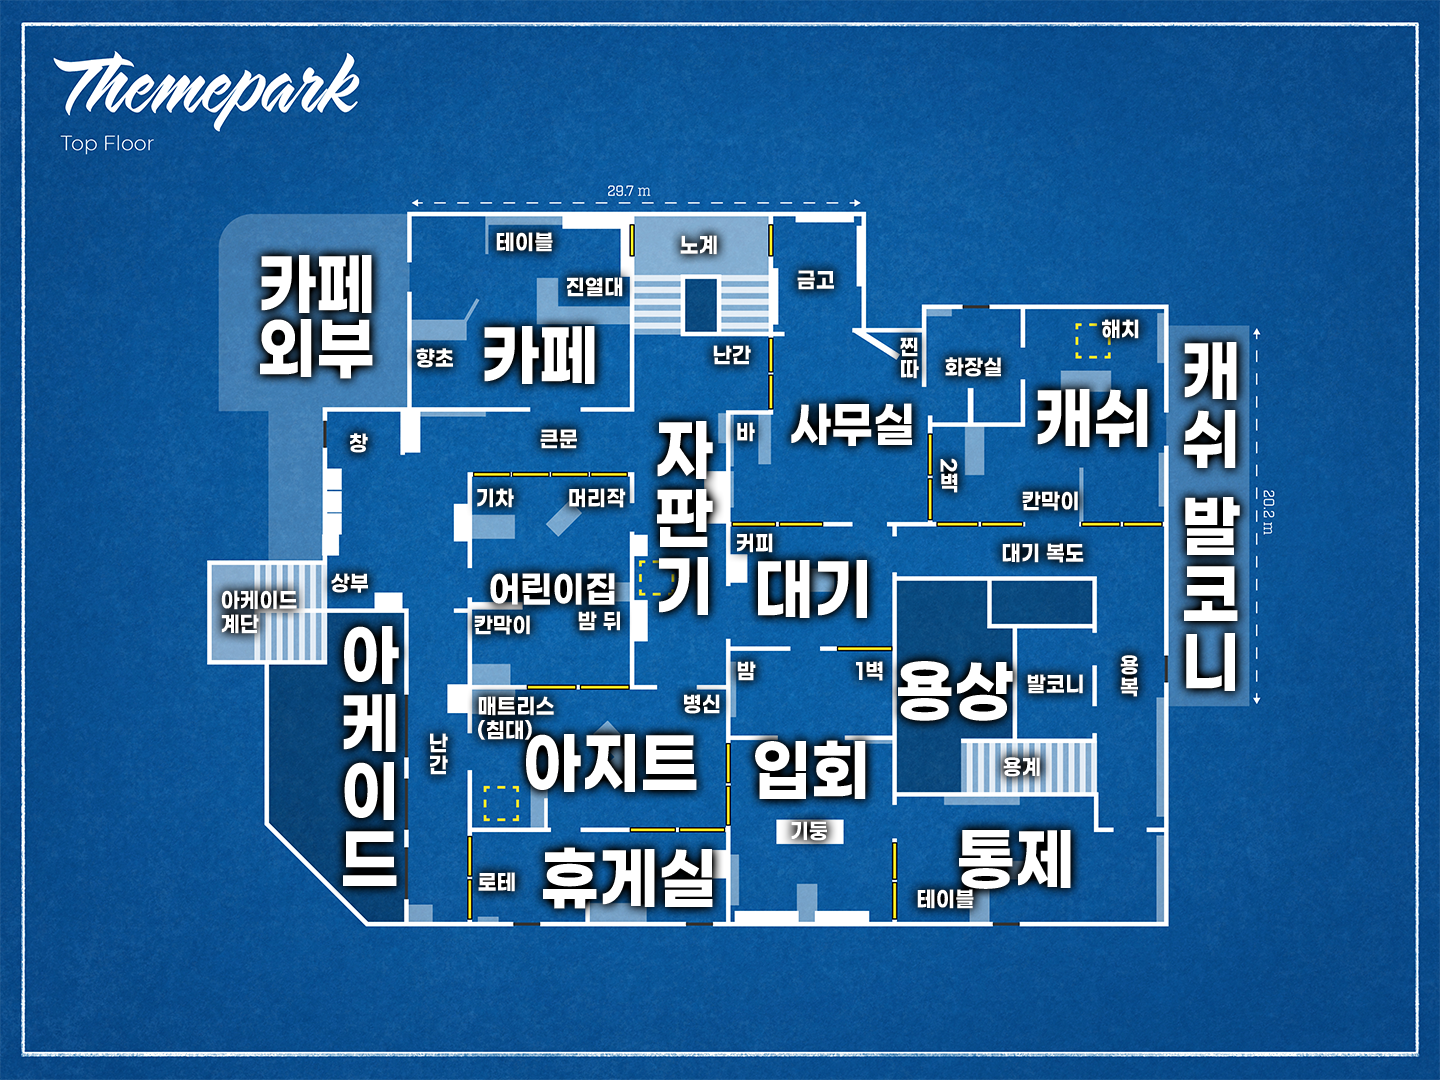 Themepark
Top Floor
29.7 m
카페
외부
테이블
노계
진열대
금고
향초
카페
난간
찐따
화장실
해치
캐쉬
캐쉬 발코니
20.2 m
창
큰문
자판기
바
사무실
2벽
칸막이
기차
머리작
커피
대기
대기 복도
상부
어린이집
칸막이
밤 뒤
아케이드
계단
아케이드
밤
1벽
용상
발코니
용복
매트리스
(침대)
병신
난간
아지트
입회
용계
기둥
로테
휴게실
통제
테이블